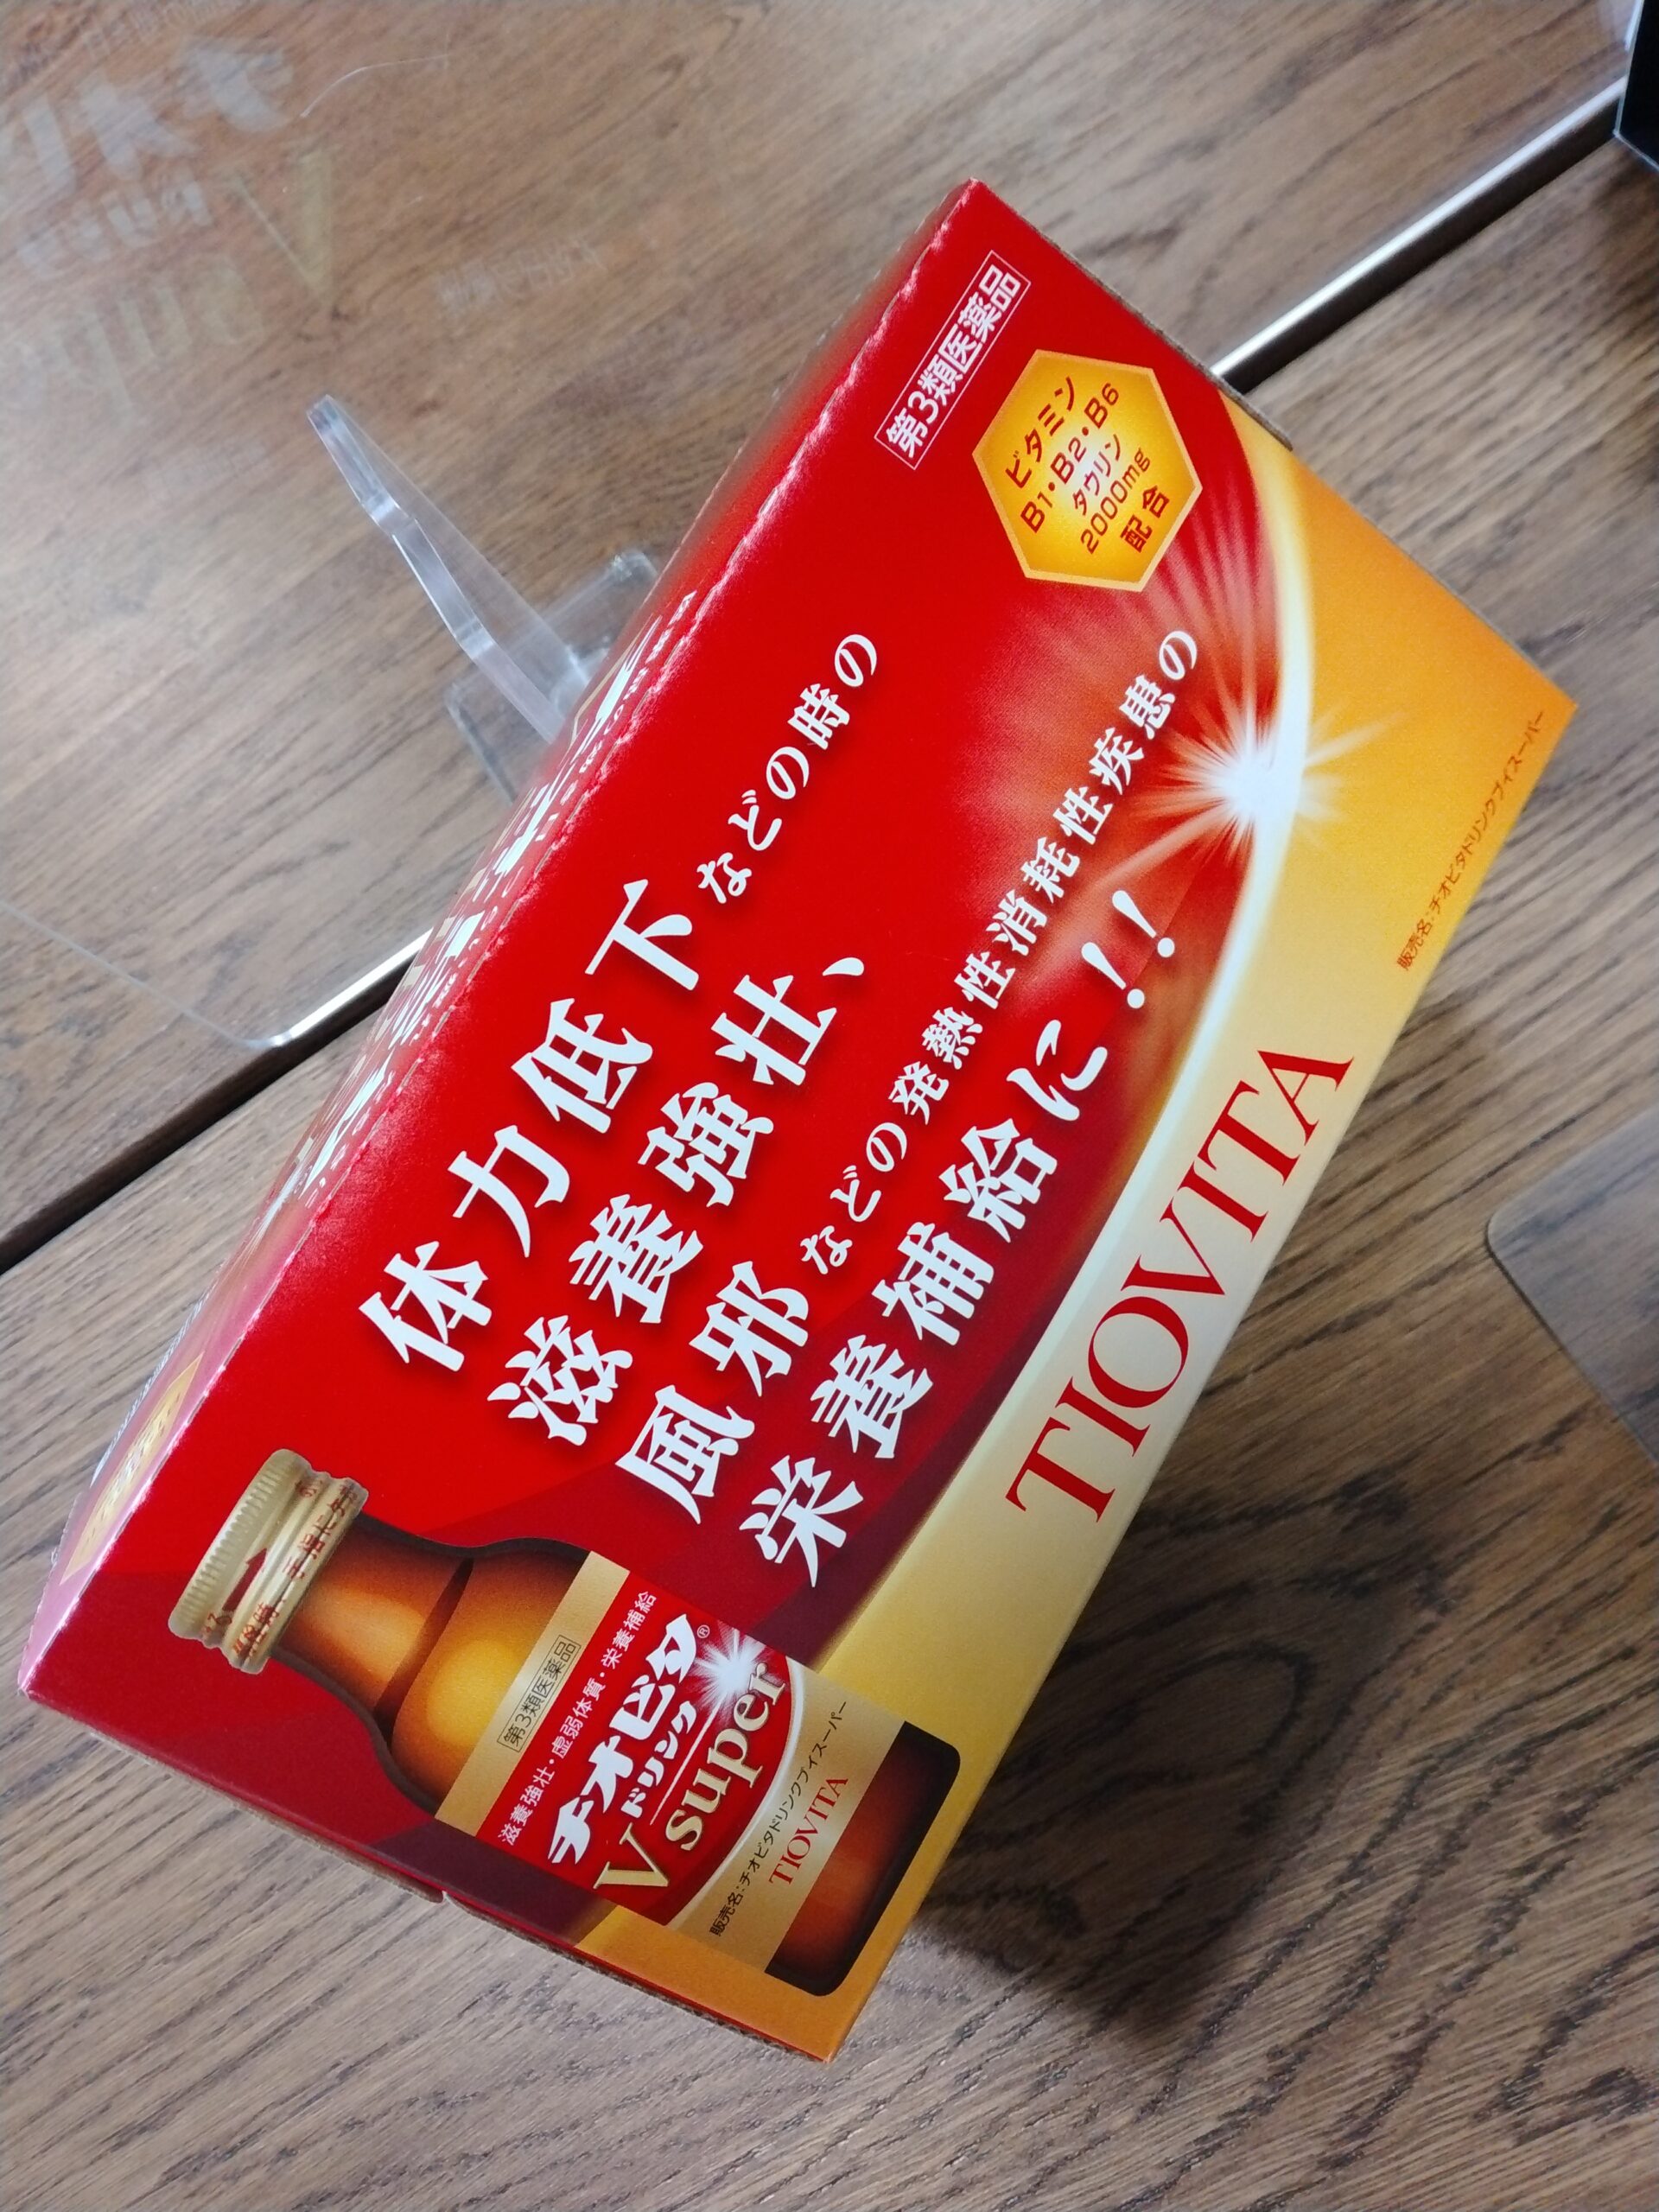 第3類医薬品
ビタミン
B1・B2・B6
タウリン
2000mg
配合
体力低下などの時の
滋養強壮、
風邪などの発熱性消耗性疾患の
栄養補給に!!
TIOVITA
販売名:チオビタドリンクブイスーパー
第3類医薬品
滋養強壮・虚弱体質・栄養補給
チオビタ®
ドリンク
V super
販売名:チオビタドリンクブイスーパー
TIOVITA